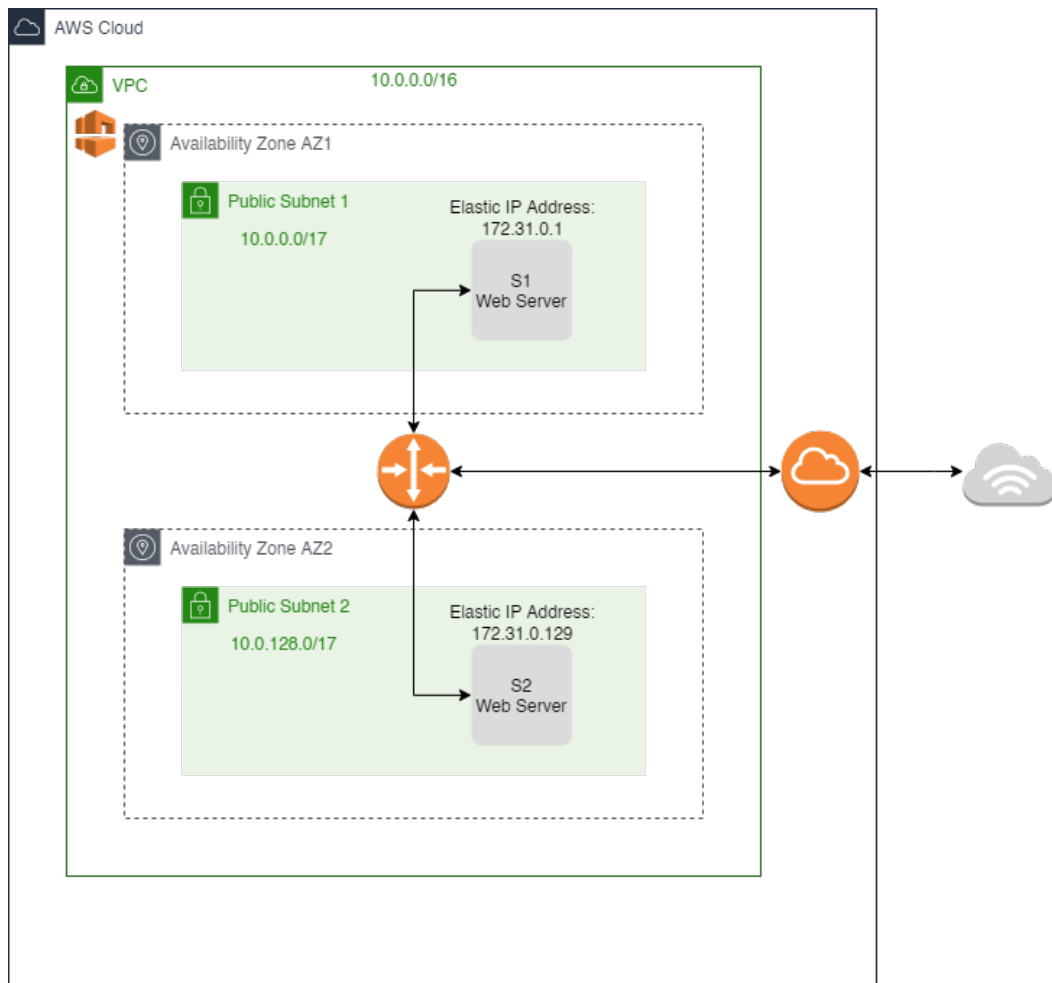 AWS Cloud
VPC
10.0.0.0/16
Availability Zone AZ1
Public Subnet 1
10.0.0.0/17
Elastic IP Address:
172.31.0.1
S1
Web Server
Availability Zone AZ2
Public Subnet 2
10.0.128.0/17
Elastic IP Address:
172.31.0.129
S2
Web Server